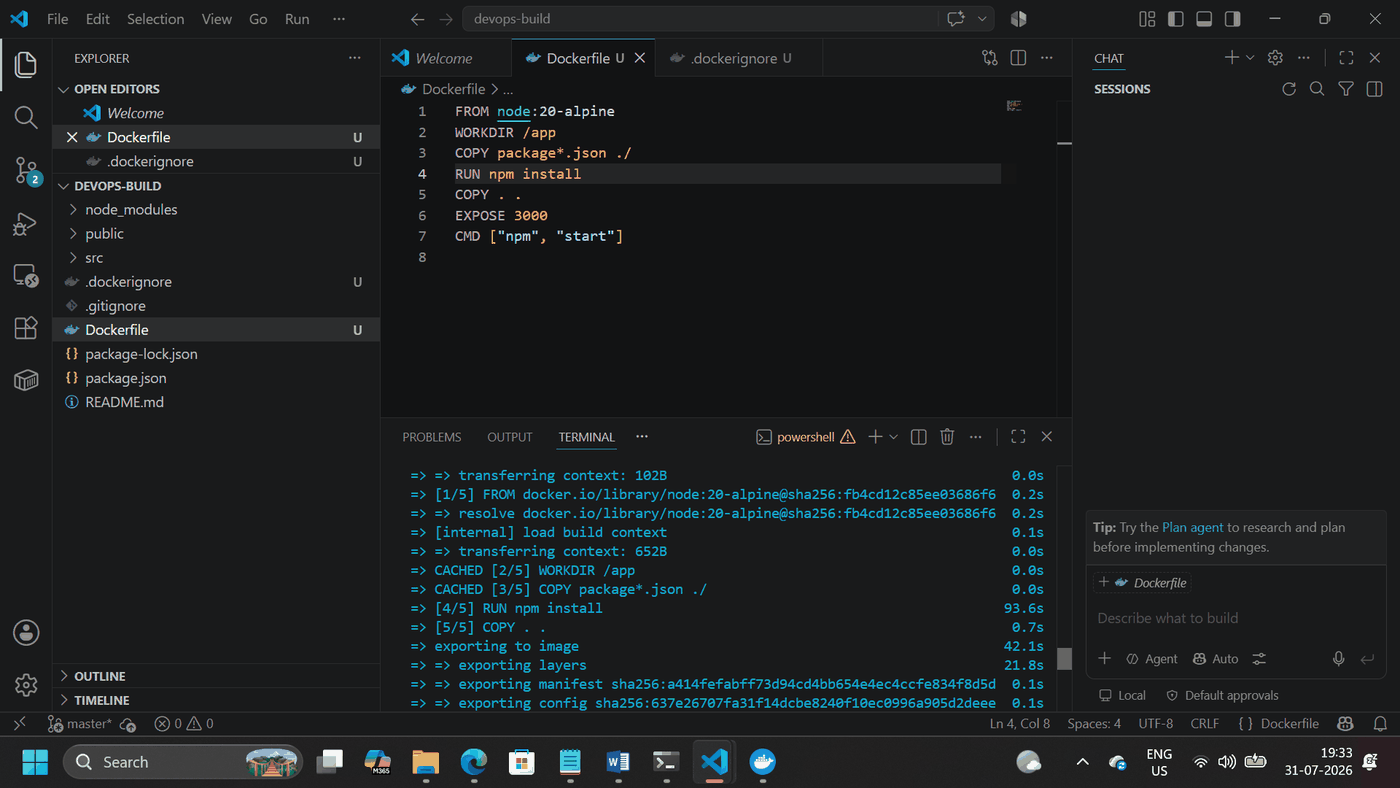 File Edit Selection View Go Run ···
devops-build
EXPLORER
OPEN EDITORS
Welcome
Dockerfile U
.dockerignore U
DEVOPS-BUILD
node_modules
public
src
.dockerignore U
.gitignore
Dockerfile U
package-lock.json
package.json
README.md
OUTLINE
TIMELINE
2
Welcome Dockerfile U .dockerignore U
Dockerfile > ...
1 FROM node:20-alpine
2 WORKDIR /app
3 COPY package*.json ./
4 RUN npm install
5 COPY . .
6 EXPOSE 3000
7 CMD ["npm", "start"]
8
PROBLEMS OUTPUT TERMINAL ··· powershell
=> => transferring context: 102B 0.0s
=> [1/5] FROM docker.io/library/node:20-alpine@sha256:fb4cd12c85ee03686f6 0.2s
=> => resolve docker.io/library/node:20-alpine@sha256:fb4cd12c85ee03686f6 0.2s
=> [internal] load build context 0.1s
=> => transferring context: 652B 0.0s
=> CACHED [2/5] WORKDIR /app 0.0s
=> CACHED [3/5] COPY package*.json ./ 0.0s
=> [4/5] RUN npm install 93.6s
=> [5/5] COPY . . 0.7s
=> exporting to image 42.1s
=> => exporting layers 21.8s
=> => exporting manifest sha256:a414fefabff73d94cd4bb654e4ec4ccfe834f8d5d 0.1s
=> => exporting config sha256:637e26707fa31f14dcbe8240f10ec0996a905d2deee 0.1s
CHAT
SESSIONS
Tip: Try the Plan agent to research and plan
before implementing changes.
Dockerfile
Describe what to build
Agent Auto
Local Default approvals
master* 0 0 Ln 4, Col 8 Spaces: 4 UTF-8 CRLF { } Dockerfile
Search
M365
ENG
US
19:33
31-07-2026